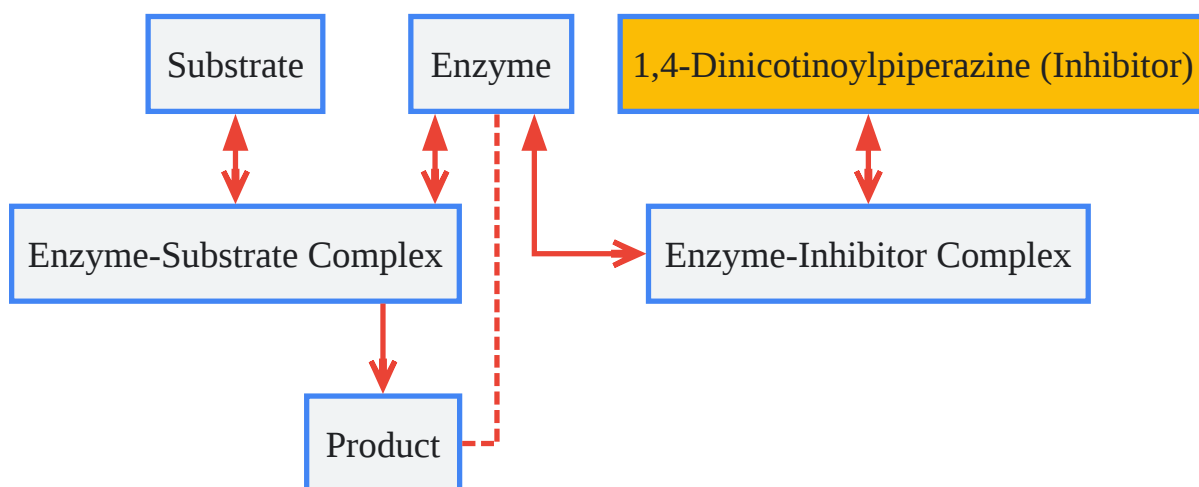 Substrate
Enzyme
1,4-Dinicotinoylpiperazine (Inhibitor)
Enzyme-Substrate Complex
Enzyme-Inhibitor Complex
Product